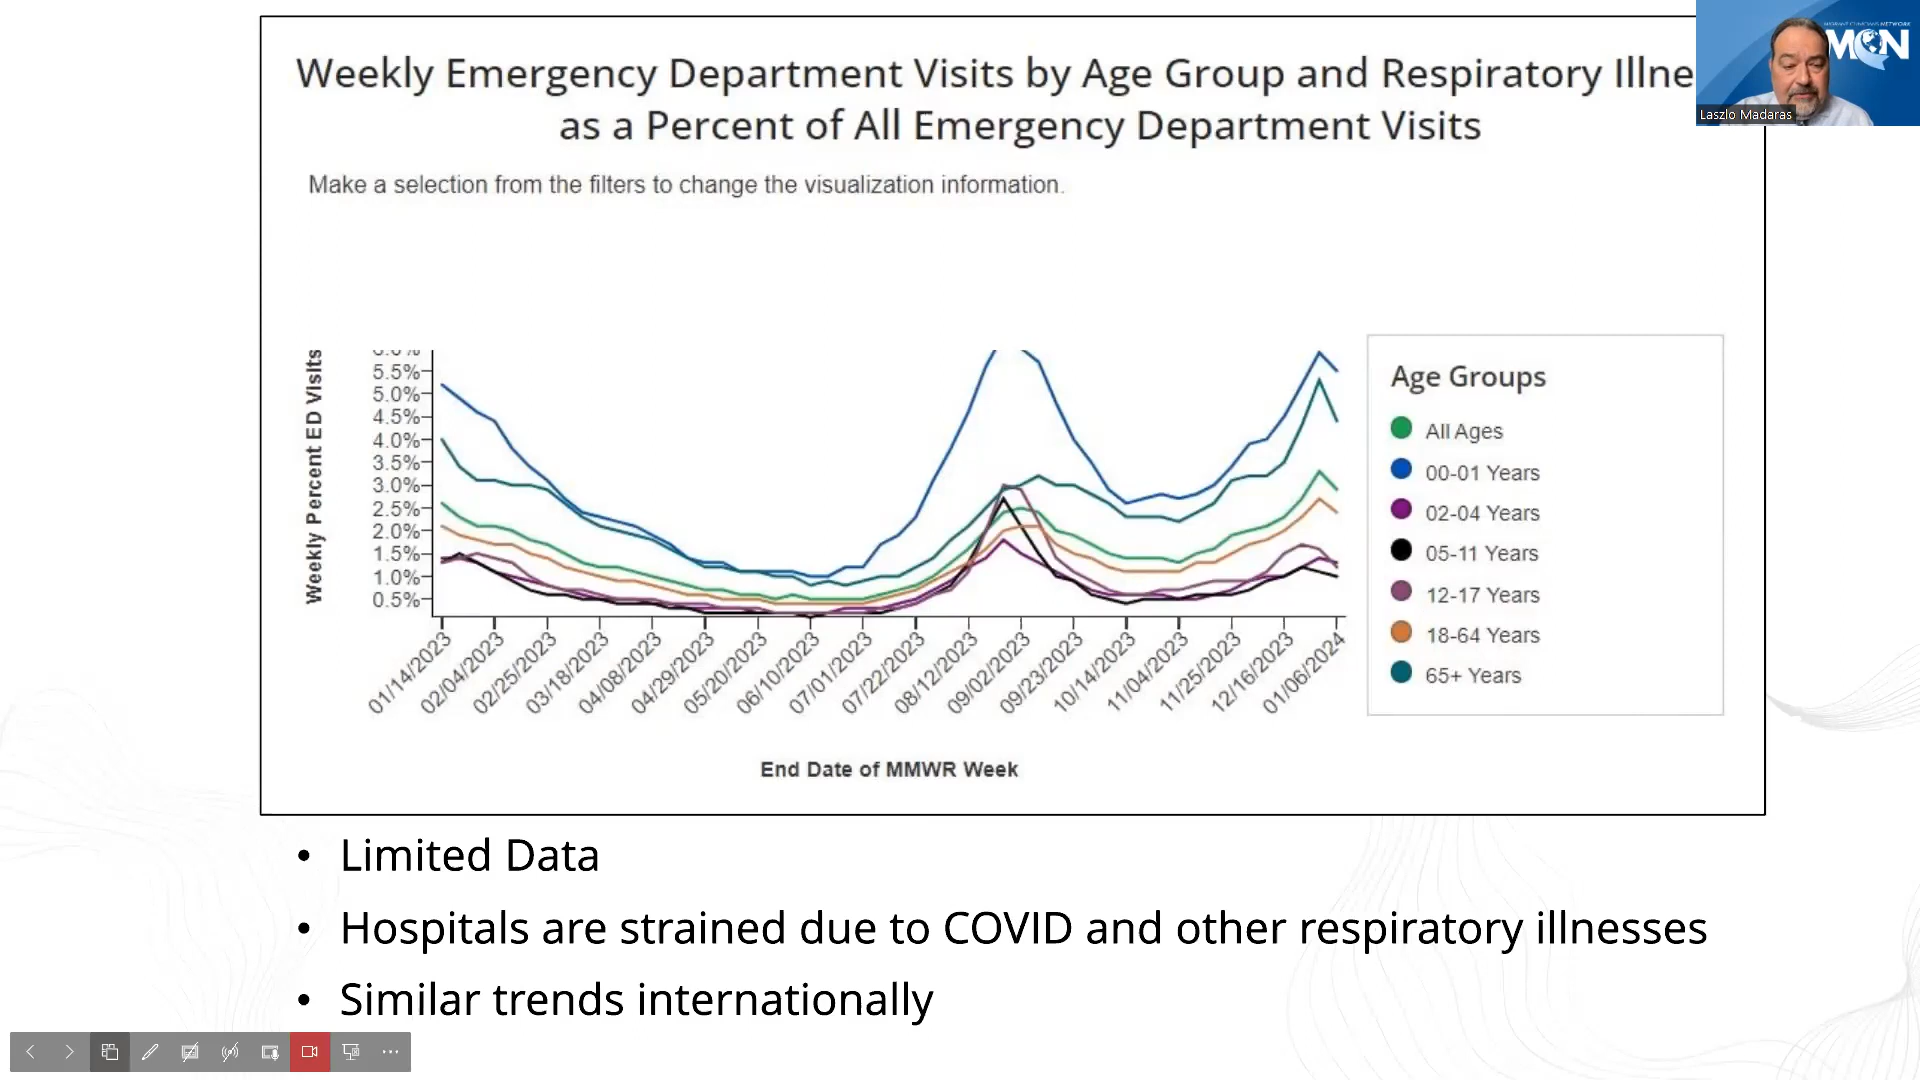 Weekly Emergency Department Visits by Age Group and Respiratory Illne
as a Percent of All Emergency Department Visits
Make a selection from the filters to change the visualization information.
MIGRANT CLINICIANS NETWORK
MCN
Laszlo Madaras
Weekly Percent ED Visits
5.5%
5.0%
4.5%
4.0%
3.5%
3.0%
2.5%
2.0%
1.5%
1.0%
0.5%
01/14/2023
02/04/2023
02/25/2023
03/18/2023
04/08/2023
04/29/2023
05/20/2023
06/10/2023
07/01/2023
07/22/2023
08/12/2023
09/02/2023
09/23/2023
10/14/2023
11/04/2023
11/25/2023
12/16/2023
01/06/2024
End Date of MMWR Week
Age Groups
All Ages
00-01 Years
02-04 Years
05-11 Years
12-17 Years
18-64 Years
65+ Years
• Limited Data
• Hospitals are strained due to COVID and other respiratory illnesses
• Similar trends internationally